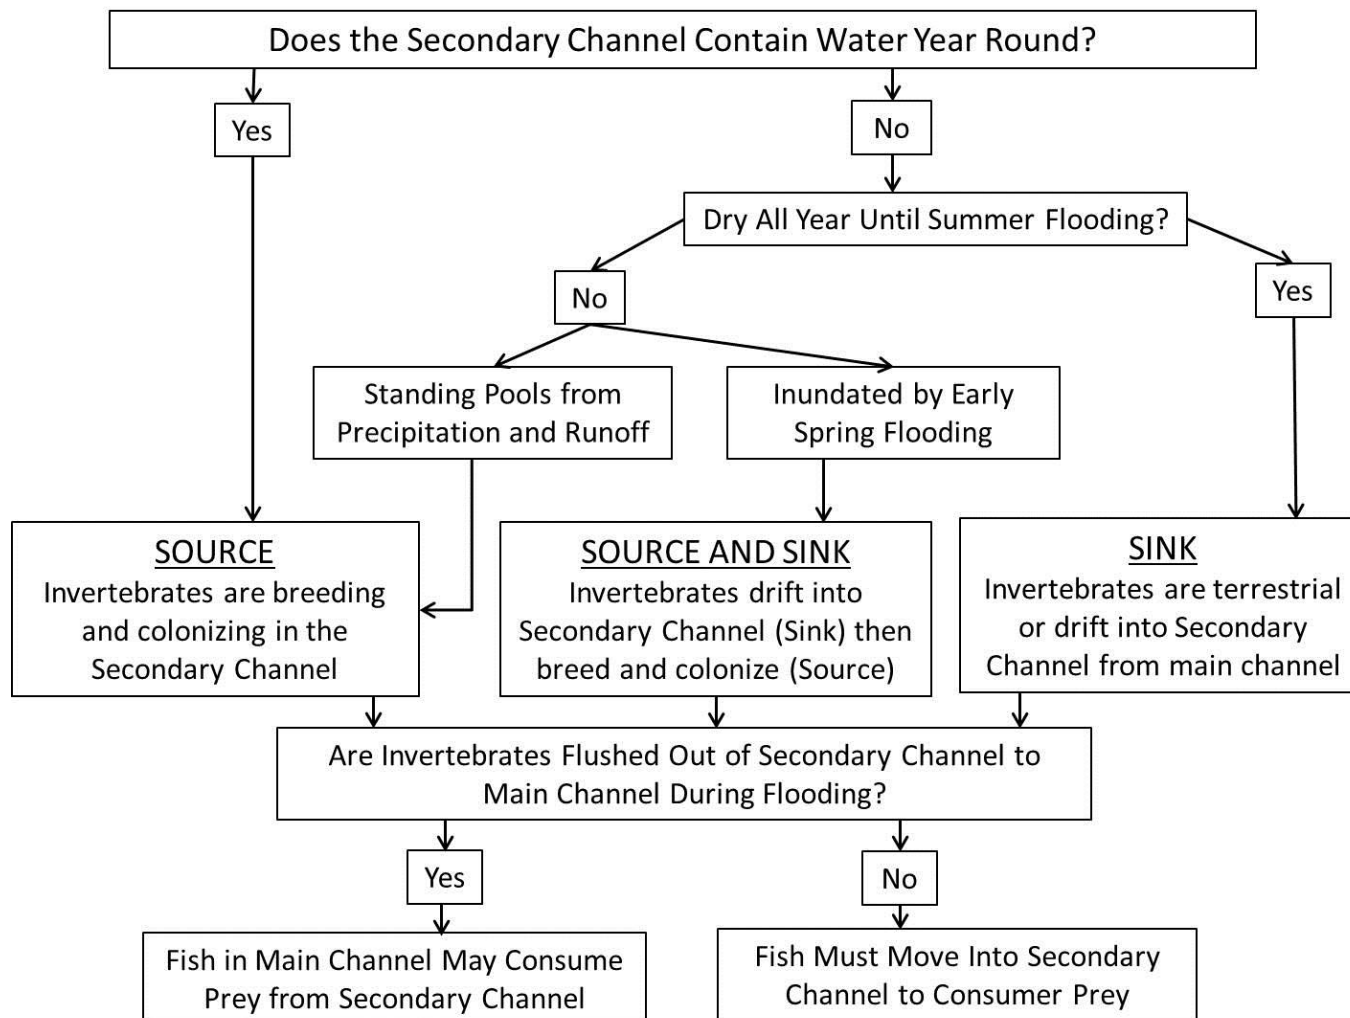 Does the Secondary Channel Contain Water Year Round?
Yes
No
Dry All Year Until Summer Flooding?
No
Yes
Standing Pools from
Precipitation and Runoff
Inundated by Early
Spring Flooding
SOURCE
Invertebrates are breeding
and colonizing in the
Secondary Channel
SOURCE AND SINK
Invertebrates drift into
Secondary Channel (Sink) then
breed and colonize (Source)
SINK
Invertebrates are terrestrial
or drift into Secondary
Channel from main channel
Are Invertebrates Flushed Out of Secondary Channel to
Main Channel During Flooding?
Yes
No
Fish in Main Channel May Consume
Prey from Secondary Channel
Fish Must Move Into Secondary
Channel to Consumer Prey